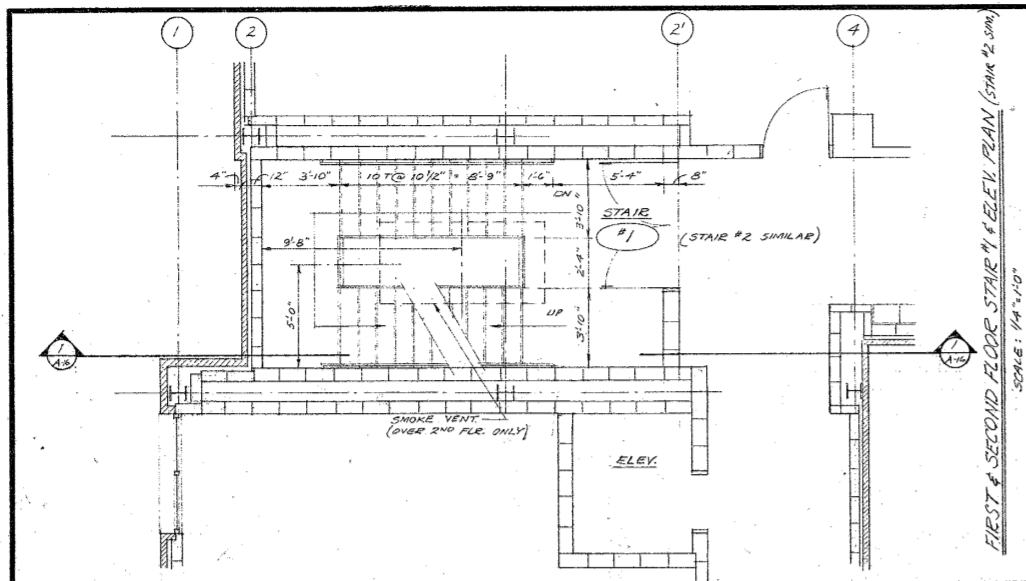 1
2
2'
4
4"
12"
3'-10"
10 T @ 10 1/2" = 8'-9"
1'-6"
5'-4"
8"
DN
3'-10"
STAIR
#1
(STAIR #2 SIMILAR)
9'-8"
2'-4"
5'-0"
UP
3'-10"
1
A-16
1
A-16
SMOKE VENT
(OVER 2ND FLR. ONLY)
ELEV.
FIRST & SECOND FLOOR STAIR #1 & ELEV. PLAN (STAIR #2 SIM.)
SCALE: 1/4"=1'-0"